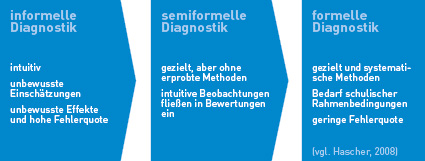 informelle
Diagnostik
intuitiv
unbewusste
Einschätzungen
unbewusste Effekte
und hohe Fehlerquote
semiformelle
Diagnostik
gezielt, aber ohne
erprobte Methoden
intuitive Beobachtungen
fließen in Bewertungen
ein
formelle
Diagnostik
gezielt und systemati-
sche Methoden
Bedarf schulischer
Rahmenbedingungen
geringe Fehlerquote
(vgl. Hascher, 2008)